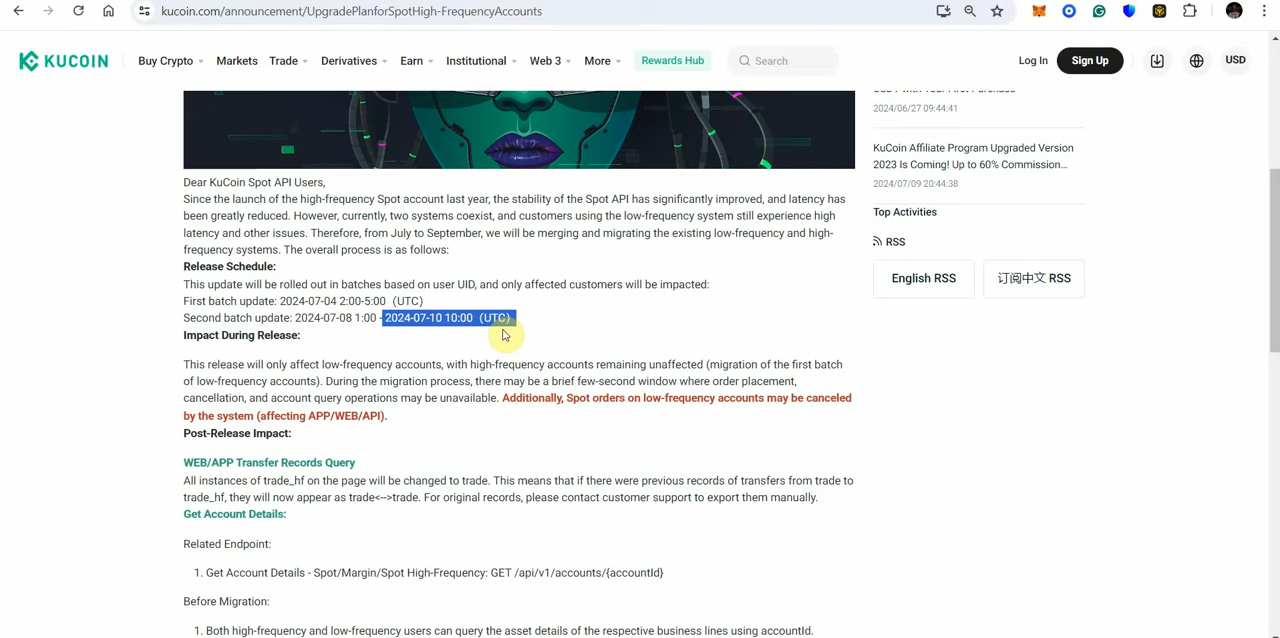 kucoin.com/announcement/UpgradePlanforSpotHigh-FrequencyAccounts
KUCOIN
Buy Crypto
Markets
Trade
Derivatives
Earn
Institutional
Web 3
More
Rewards Hub
Search
Log In
Sign Up
USD
Dear KuCoin Spot API Users,
Since the launch of the high-frequency Spot account last year, the stability of the Spot API has significantly improved, and latency has
been greatly reduced. However, currently, two systems coexist, and customers using the low-frequency system still experience high
latency and other issues. Therefore, from July to September, we will be merging and migrating the existing low-frequency and high-
frequency systems. The overall process is as follows:
Release Schedule:
This update will be rolled out in batches based on user UID, and only affected customers will be impacted:
First batch update: 2024-07-04 2:00-5:00（UTC）
Second batch update: 2024-07-08 1:00 - 2024-07-10 10:00（UTC）
Impact During Release:
This release will only affect low-frequency accounts, with high-frequency accounts remaining unaffected (migration of the first batch
of low-frequency accounts). During the migration process, there may be a brief few-second window where order placement,
cancellation, and account query operations may be unavailable. Additionally, Spot orders on low-frequency accounts may be canceled
by the system (affecting APP/WEB/API).
Post-Release Impact:
WEB/APP Transfer Records Query
All instances of trade_hf on the page will be changed to trade. This means that if there were previous records of transfers from trade to
trade_hf, they will now appear as trade<-->trade. For original records, please contact customer support to export them manually.
Get Account Details:
Related Endpoint:
1. Get Account Details - Spot/Margin/Spot High-Frequency: GET /api/v1/accounts/{accountId}
Before Migration:
1. Both high-frequency and low-frequency users can query the asset details of the respective business lines using accountId.
USDT with Your First Purchase
2024/06/27 09:44:41
KuCoin Affiliate Program Upgraded Version
2023 Is Coming! Up to 60% Commission...
2024/07/09 20:44:38
Top Activities
RSS
English RSS
订阅中文 RSS